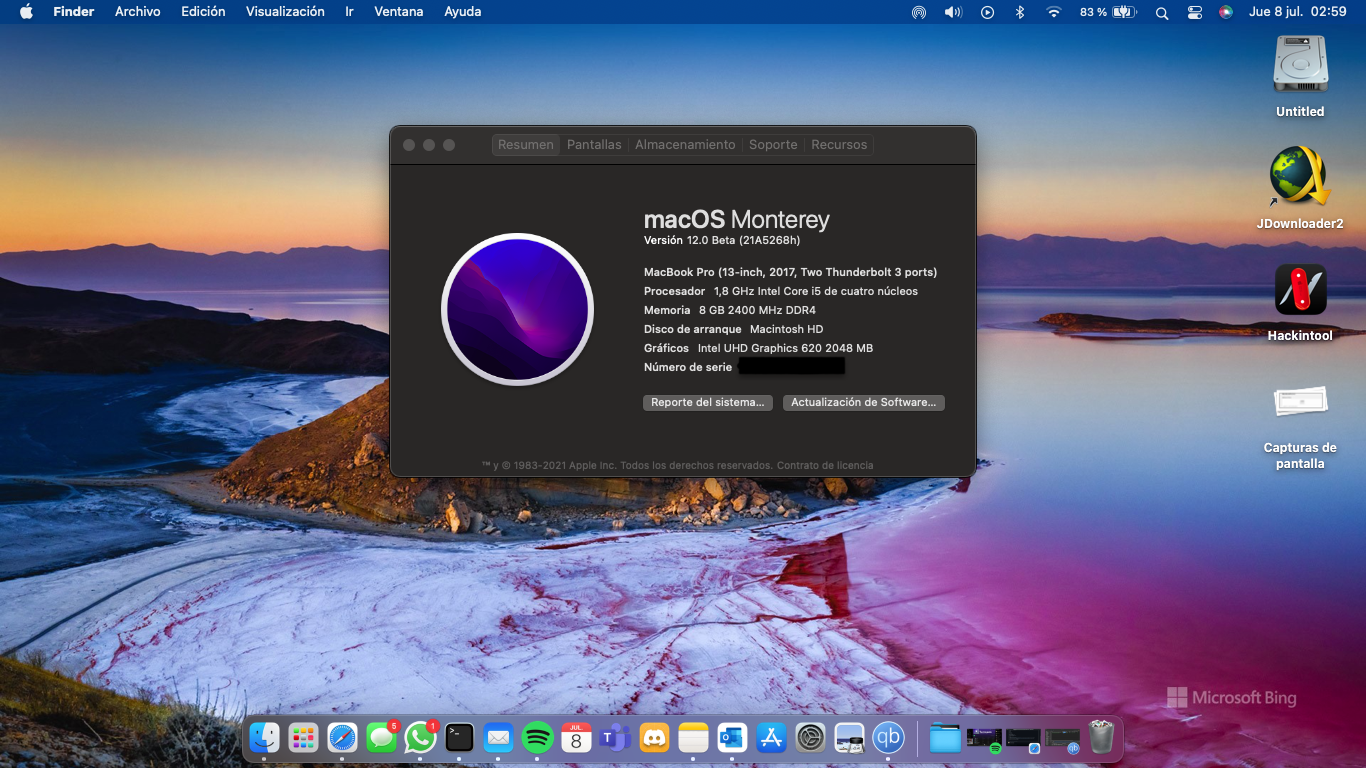 Finder Archivo Edición Visualización Ir Ventana Ayuda 83 % Jue 8 jul. 02:59
Untitled
JDownloader2
Hackintool
Capturas de
pantalla
Resumen Pantallas Almacenamiento Soporte Recursos
macOS Monterey
Versión 12.0 Beta (21A5268h)
MacBook Pro (13-inch, 2017, Two Thunderbolt 3 ports)
Procesador 1,8 GHz Intel Core i5 de cuatro núcleos
Memoria 8 GB 2400 MHz DDR4
Disco de arranque Macintosh HD
Gráficos Intel UHD Graphics 620 2048 MB
Número de serie
Reporte del sistema... Actualización de Software...
™ y © 1983-2021 Apple Inc. Todos los derechos reservados. Contrato de licencia
Microsoft Bing
5 1 JUL.
8
qb